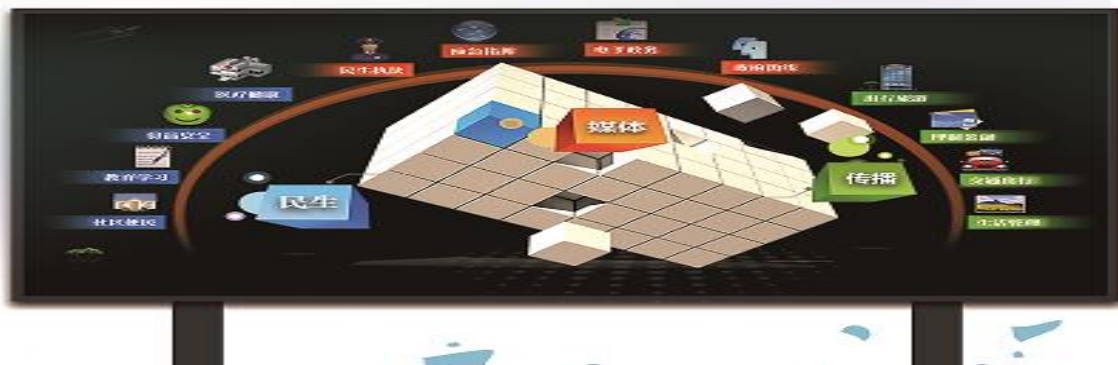 应急指挥
电子政务
民生执法
医疗健康
食品安全
教育学习
社区便民
交通旅行
生活管理
媒体
民生
传播